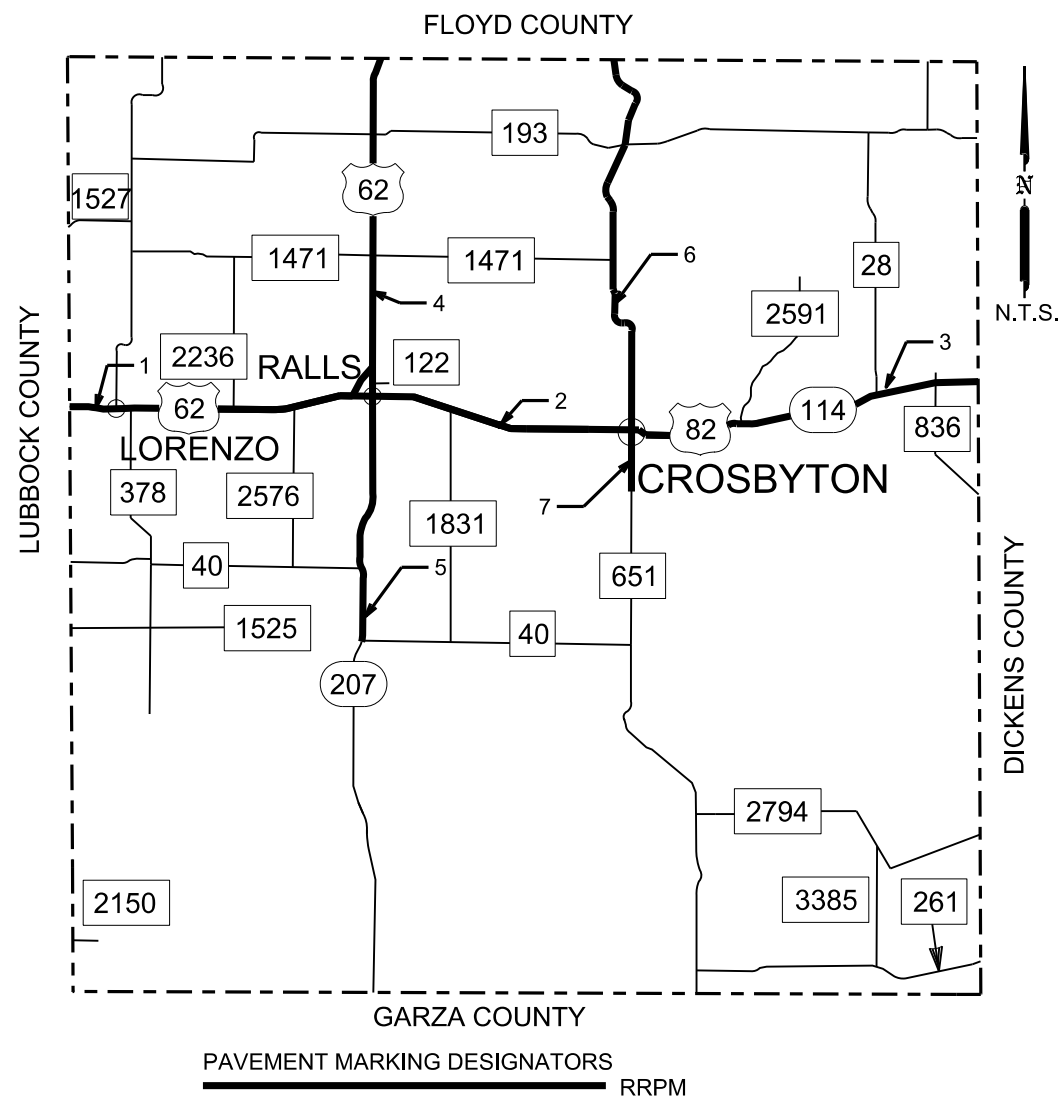 FLOYD COUNTY
193
1527
62
N
1471
1471
6
28
4
2591
N.T.S.
2236
RALLS
122
3
1
62
2
114
LUBBOCK COUNTY
82
836
LORENZO
CROSBYTON
378
2576
7
1831
40
5
651
DICKENS COUNTY
1525
40
207
2794
2150
3385
261
GARZA COUNTY
PAVEMENT MARKING DESIGNATORS
RRPM